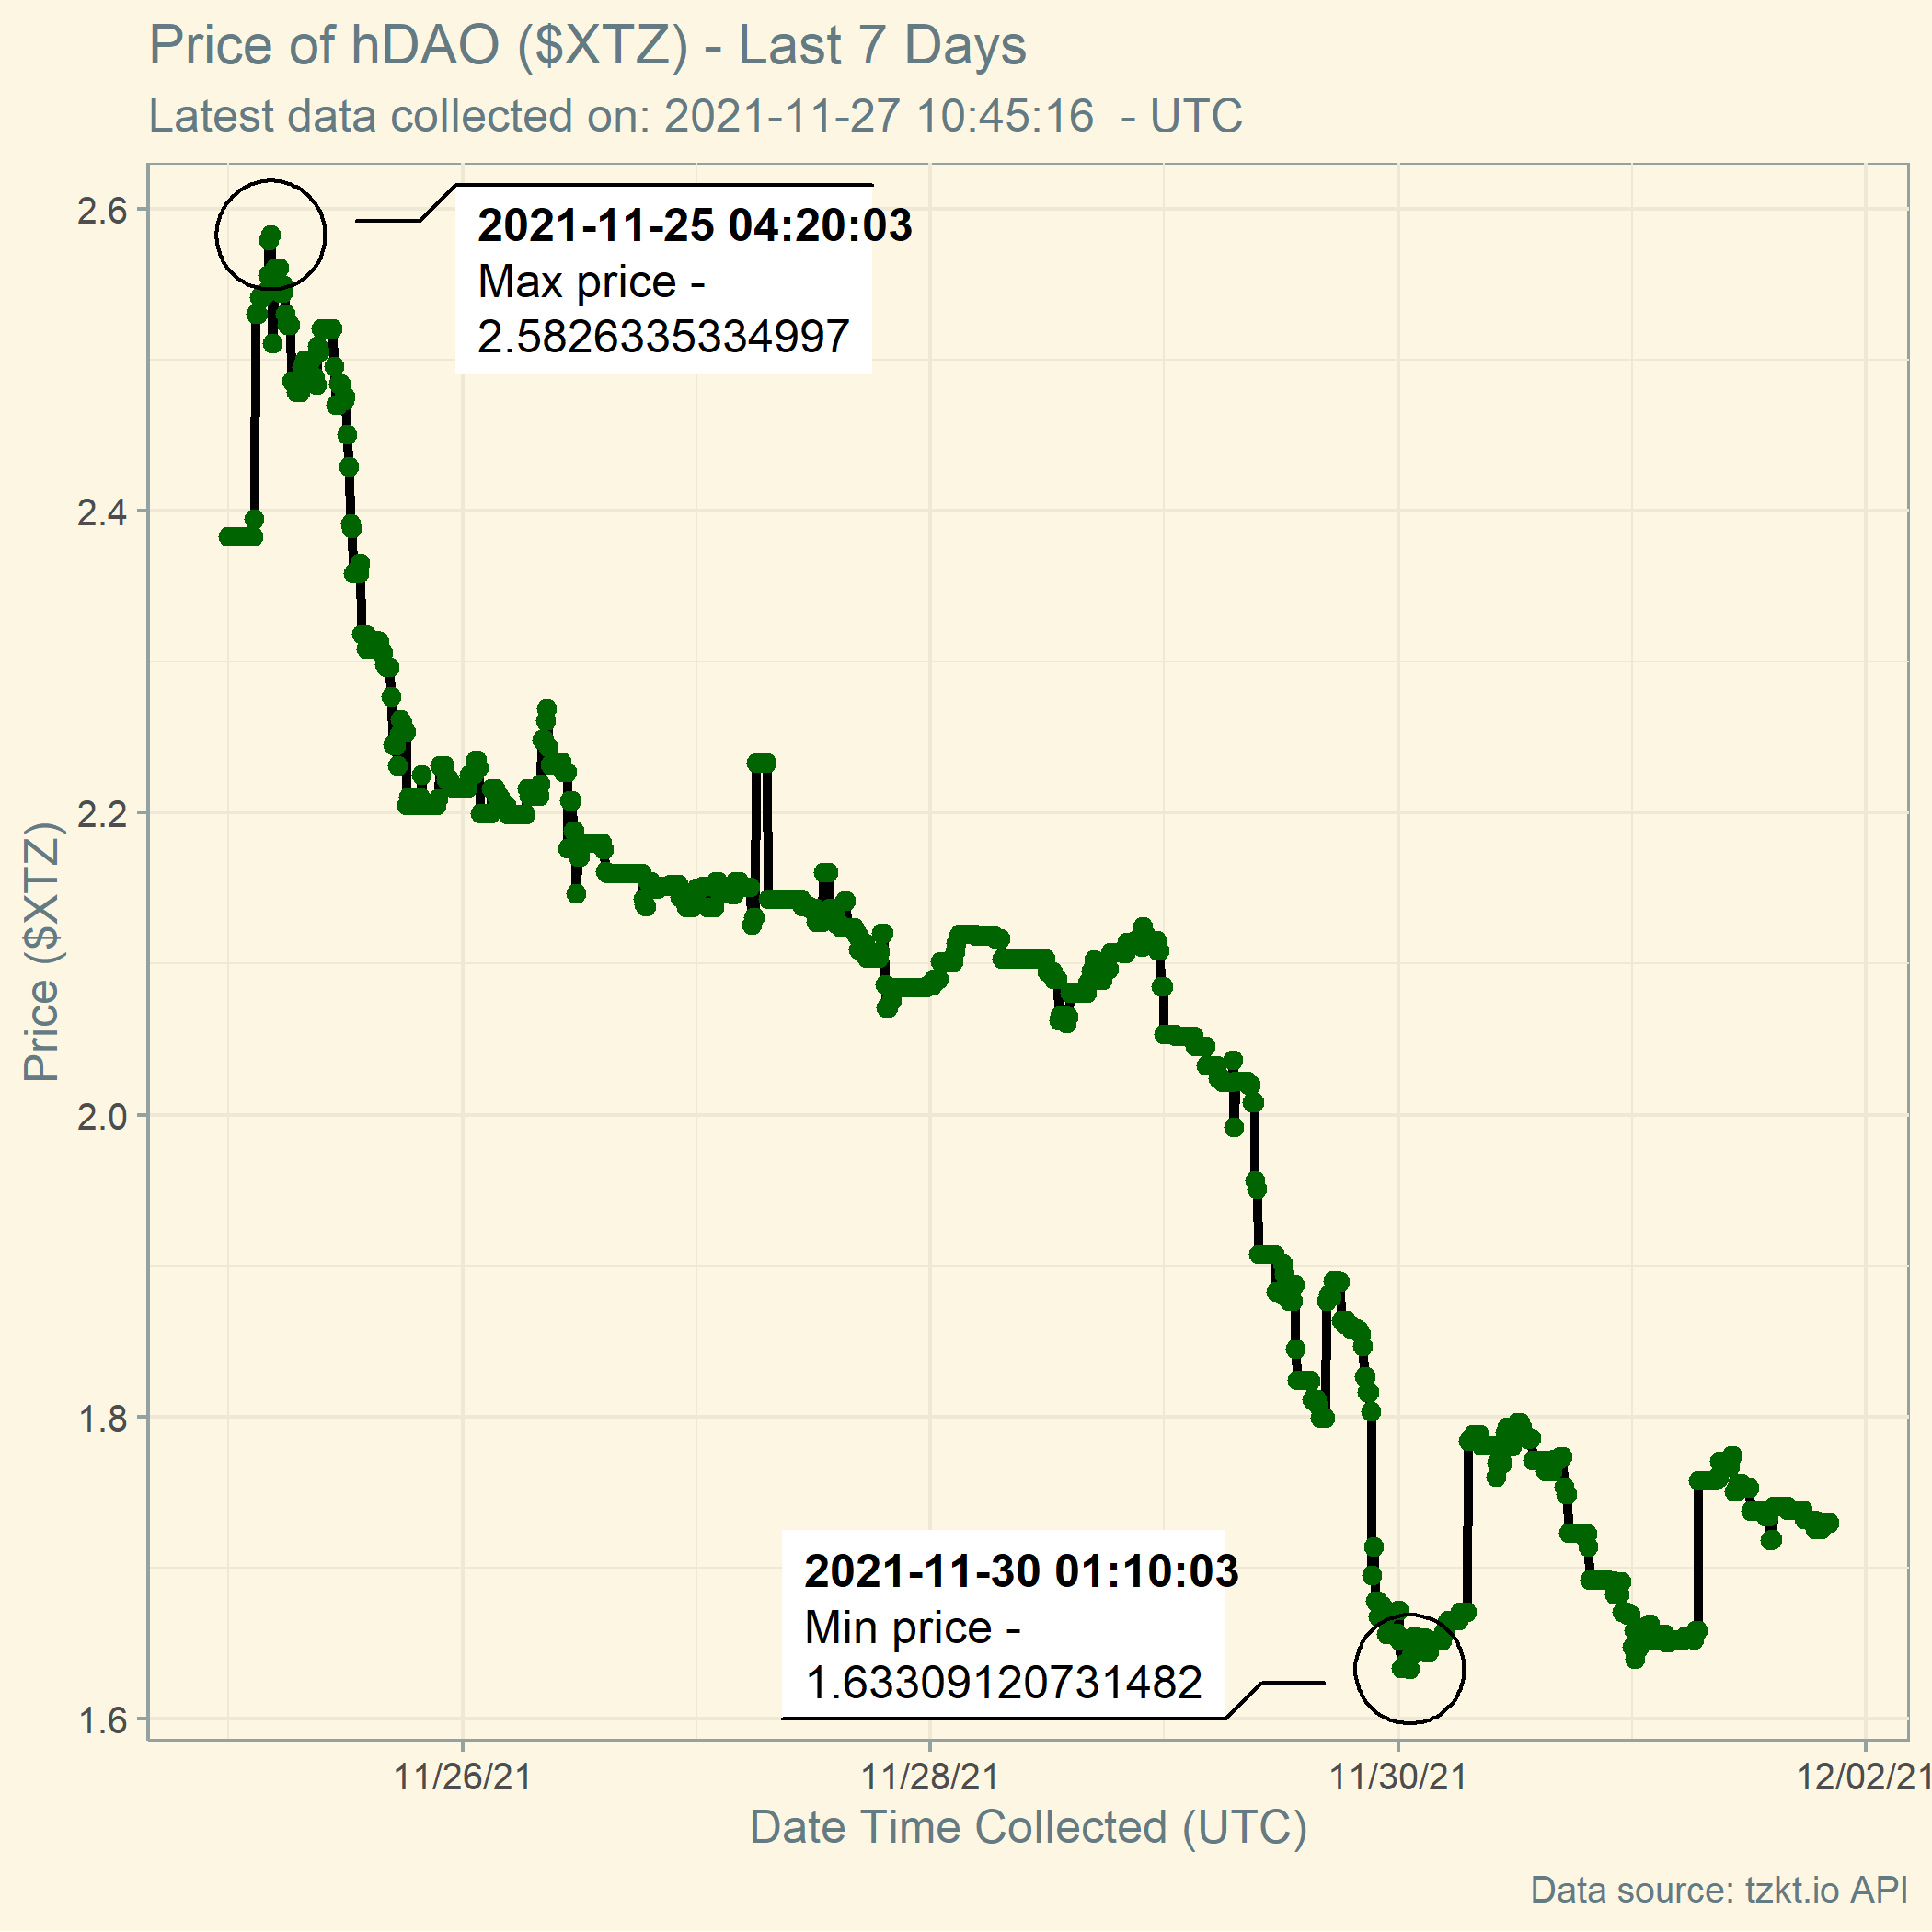 Price of hDAO ($XTZ) - Last 7 Days
Latest data collected on: 2021-11-27 10:45:16  - UTC
2.6
2021-11-25 04:20:03
Max price -
2.5826335334997
2.4
2.2
Price ($XTZ)
2.0
1.8
2021-11-30 01:10:03
Min price -
1.63309120731482
1.6
11/26/21
11/28/21
11/30/21
12/02/21
Date Time Collected (UTC)
Data source: tzkt.io API